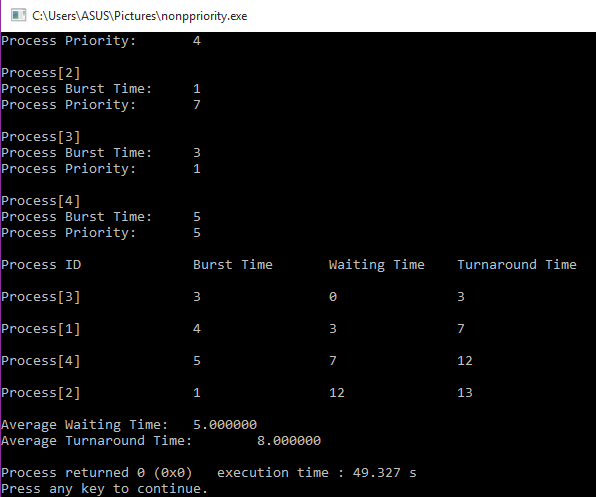 C:\Users\ASUS\Pictures\nonppriority.exe
Process Priority: 4
Process[2]
Process Burst Time: 1
Process Priority: 7
Process[3]
Process Burst Time: 3
Process Priority: 1
Process[4]
Process Burst Time: 5
Process Priority: 5
Process ID Burst Time Waiting Time Turnaround Time
Process[3] 3 0 3
Process[1] 4 3 7
Process[4] 5 7 12
Process[2] 1 12 13
Average Waiting Time: 5.000000
Average Turnaround Time: 8.000000
Process returned 0 (0x0) execution time : 49.327 s
Press any key to continue.